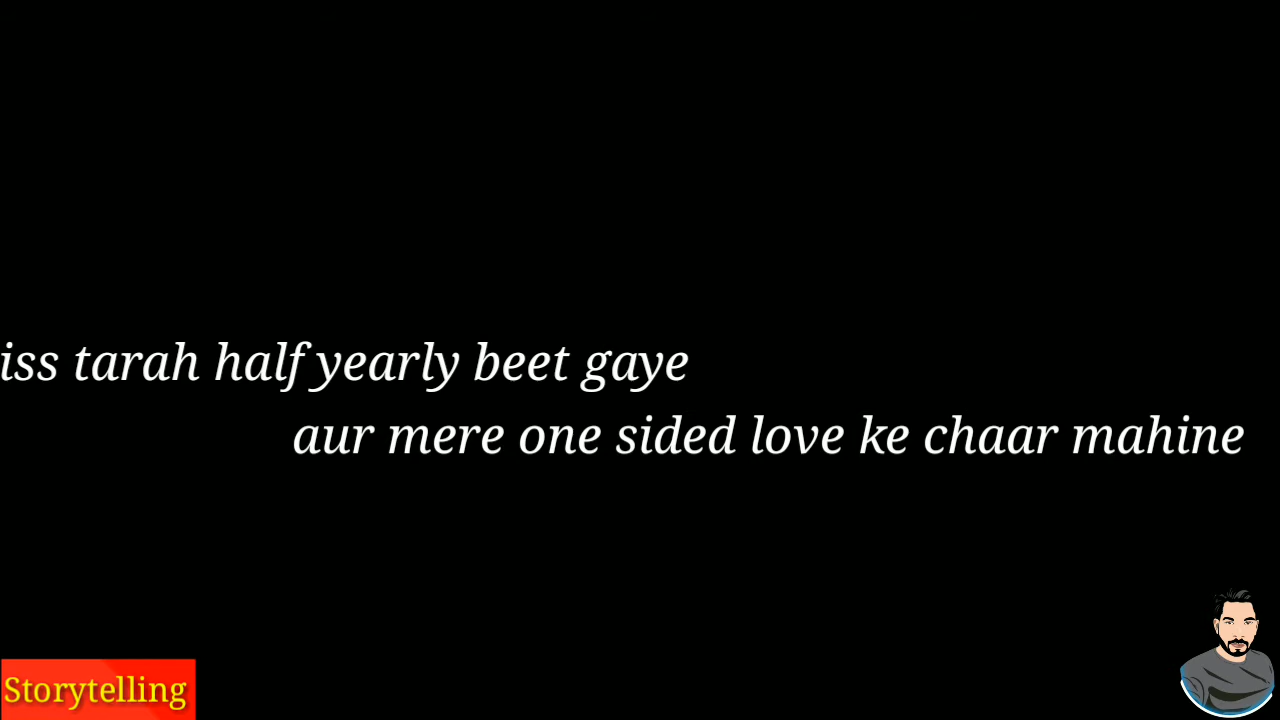 iss tarah half yearly beet gaye
aur mere one sided love ke chaar mahine
Storytelling